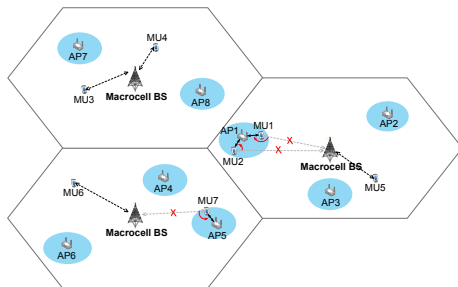 MU4
AP7
MU3
Macrocell BS
AP8
AP2
AP1
MU1
X
MU2
X
Macrocell BS
MU5
AP3
MU6
AP4
MU7
X
Macrocell BS
AP5
AP6